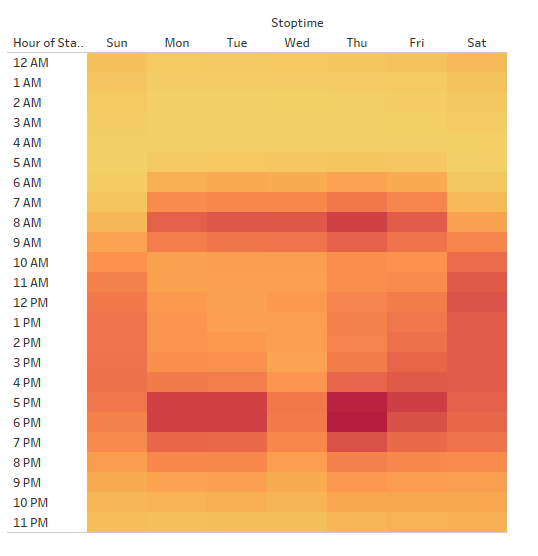 Stoptime
Hour of Sta.. Sun Mon Tue Wed Thu Fri Sat
12 AM
1 AM
2 AM
3 AM
4 AM
5 AM
6 AM
7 AM
8 AM
9 AM
10 AM
11 AM
12 PM
1 PM
2 PM
3 PM
4 PM
5 PM
6 PM
7 PM
8 PM
9 PM
10 PM
11 PM